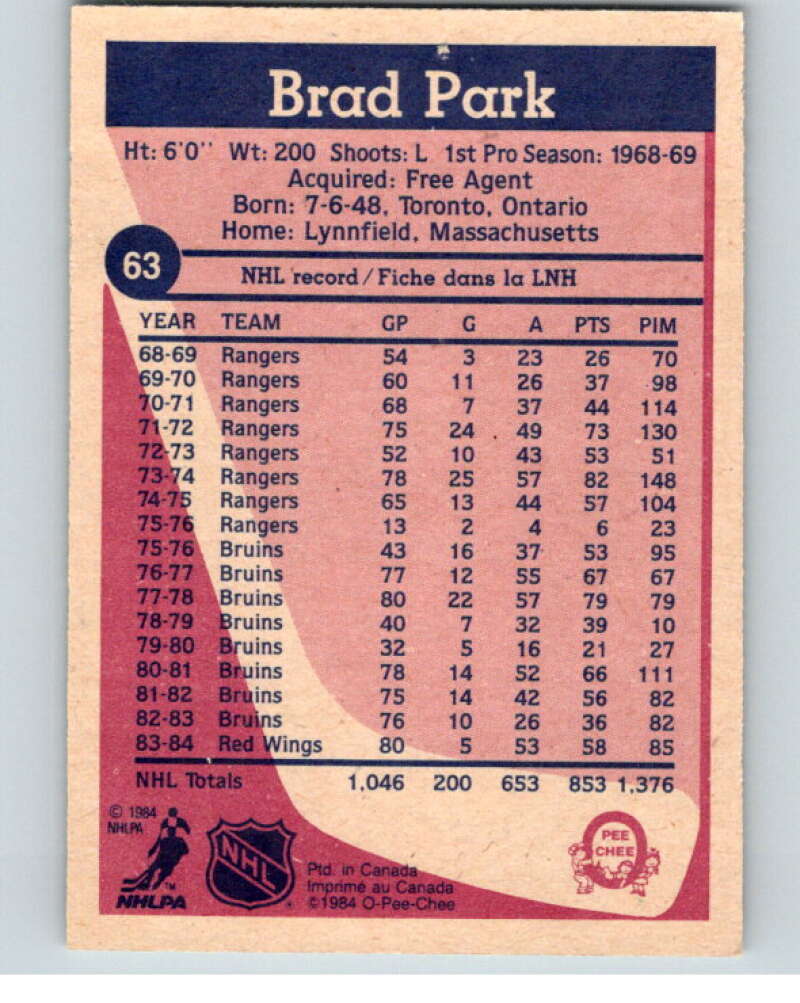 Brad Park
Ht: 6'0'' Wt: 200 Shoots: L 1st Pro Season: 1968-69
Acquired: Free Agent
Born: 7-6-48, Toronto, Ontario
Home: Lynnfield, Massachusetts
63
NHL record/Fiche dans la LNH
YEAR TEAM GP G A PTS PIM
68-69 Rangers 54 3 23 26 70
69-70 Rangers 60 11 26 37 98
70-71 Rangers 68 7 37 44 114
71-72 Rangers 75 24 49 73 130
72-73 Rangers 52 10 43 53 51
73-74 Rangers 78 25 57 82 148
74-75 Rangers 65 13 44 57 104
75-76 Rangers 13 2 4 6 23
75-76 Bruins 43 16 37 53 95
76-77 Bruins 77 12 55 67 67
77-78 Bruins 80 22 57 79 79
78-79 Bruins 40 7 32 39 10
79-80 Bruins 32 5 16 21 27
80-81 Bruins 78 14 52 66 111
81-82 Bruins 75 14 42 56 82
82-83 Bruins 76 10 26 36 82
83-84 Red Wings 80 5 53 58 85
NHL Totals 1,046 200 653 853 1,376
© 1984
NHLPA
TM
NHLPA
NHL
Ptd. in Canada
Imprimé au Canada
©1984 O-Pee-Chee
PEE
CHEE